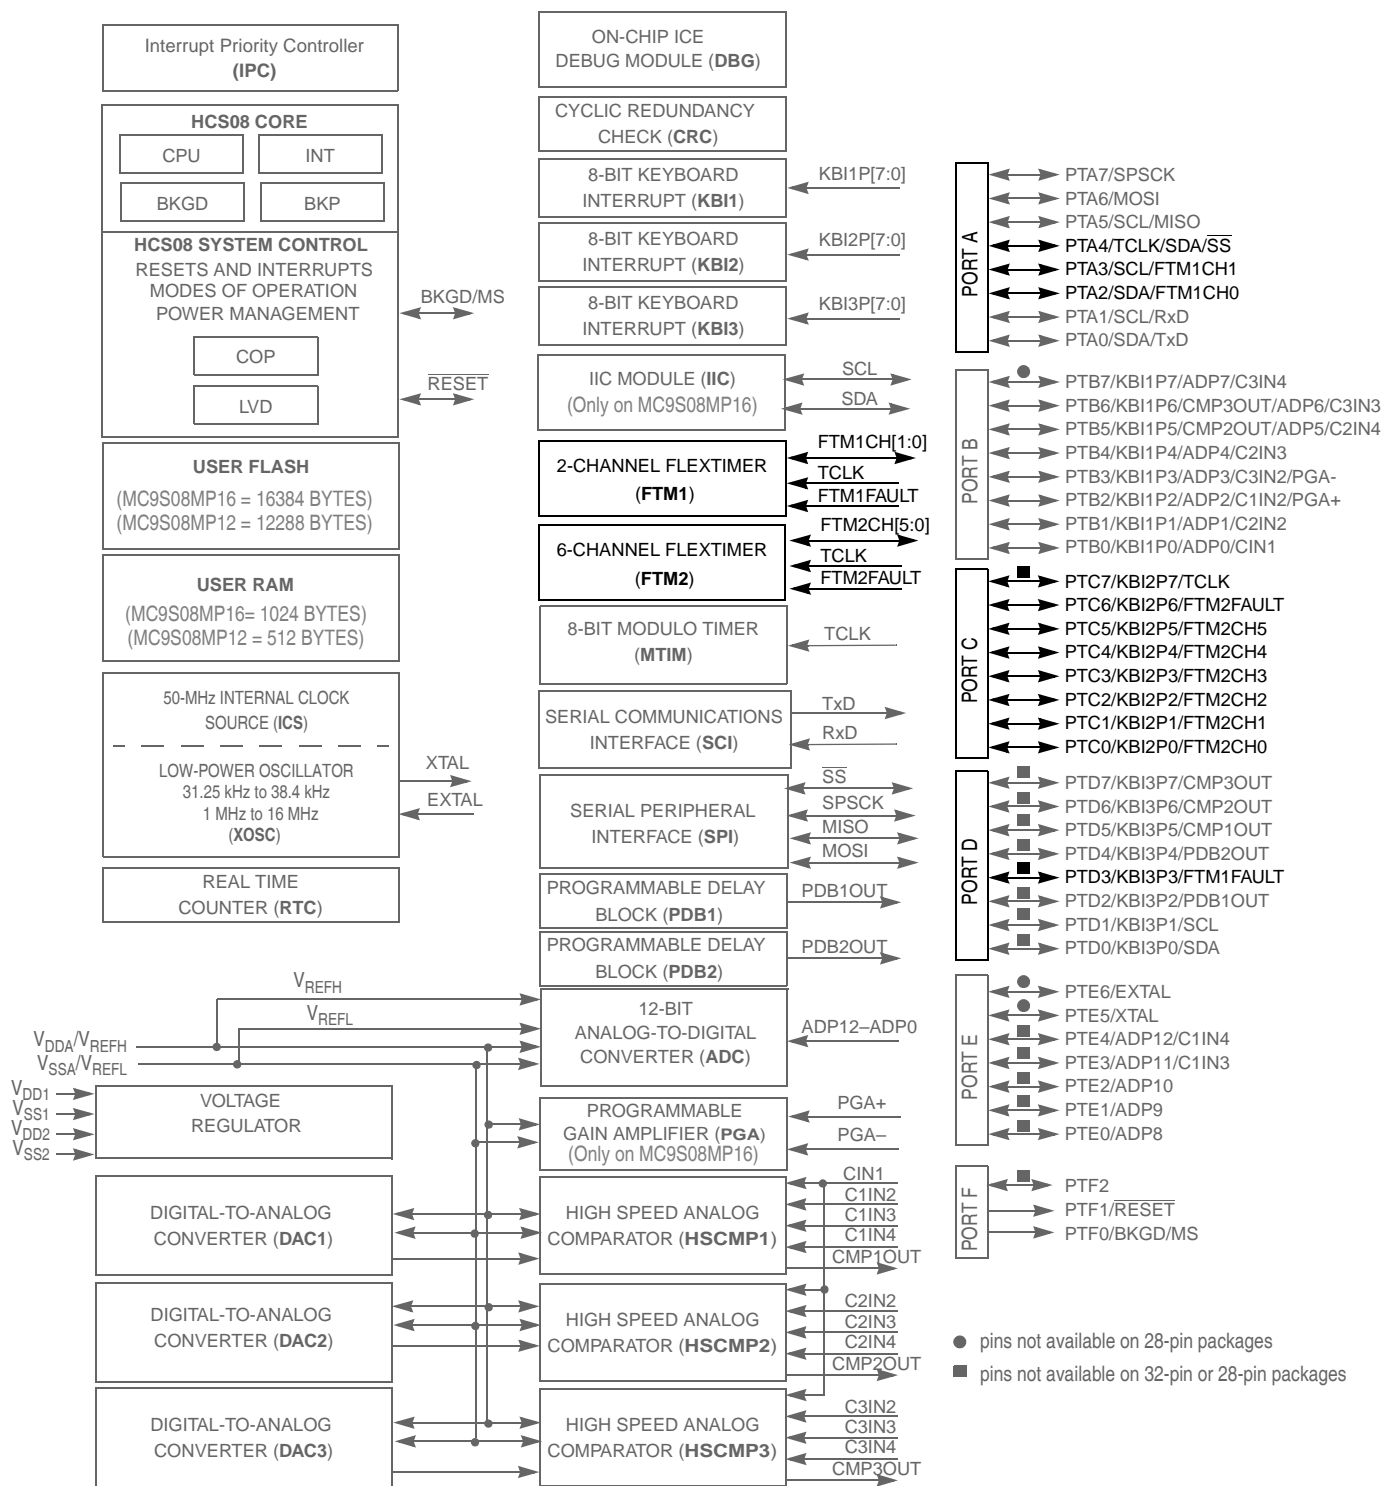 Interrupt Priority Controller
(IPC)
HCS08 CORE
CPU
INT
BKGD
BKP
HCS08 SYSTEM CONTROL
RESETS AND INTERRUPTS
MODES OF OPERATION
POWER MANAGEMENT
COP
LVD
BKGD/MS
RESET
USER FLASH
(MC9S08MP16 = 16384 BYTES)
(MC9S08MP12 = 12288 BYTES)
USER RAM
(MC9S08MP16= 1024 BYTES)
(MC9S08MP12 = 512 BYTES)
50-MHz INTERNAL CLOCK
SOURCE (ICS)
LOW-POWER OSCILLATOR
31.25 kHz to 38.4 kHz
1 MHz to 16 MHz
(XOSC)
XTAL
EXTAL
REAL TIME
COUNTER (RTC)
VREFH
VREFL
VDDA/VREFH
VSSA/VREFL
VDD1
VSS1
VDD2
VSS2
VOLTAGE
REGULATOR
DIGITAL-TO-ANALOG
CONVERTER (DAC1)
DIGITAL-TO-ANALOG
CONVERTER (DAC2)
DIGITAL-TO-ANALOG
CONVERTER (DAC3)
ON-CHIP ICE
DEBUG MODULE (DBG)
CYCLIC REDUNDANCY
CHECK (CRC)
8-BIT KEYBOARD
INTERRUPT (KBI1)
KBI1P[7:0]
8-BIT KEYBOARD
INTERRUPT (KBI2)
KBI2P[7:0]
8-BIT KEYBOARD
INTERRUPT (KBI3)
KBI3P[7:0]
IIC MODULE (IIC)
(Only on MC9S08MP16)
SCL
SDA
2-CHANNEL FLEXTIMER
(FTM1)
FTM1CH[1:0]
TCLK
FTM1FAULT
6-CHANNEL FLEXTIMER
(FTM2)
FTM2CH[5:0]
TCLK
FTM2FAULT
8-BIT MODULO TIMER
(MTIM)
TCLK
SERIAL COMMUNICATIONS
INTERFACE (SCI)
TxD
RxD
SERIAL PERIPHERAL
INTERFACE (SPI)
SS
SPSCK
MISO
MOSI
PROGRAMMABLE DELAY
BLOCK (PDB1)
PDB1OUT
PROGRAMMABLE DELAY
BLOCK (PDB2)
PDB2OUT
12-BIT
ANALOG-TO-DIGITAL
CONVERTER (ADC)
ADP12–ADP0
PROGRAMMABLE
GAIN AMPLIFIER (PGA)
(Only on MC9S08MP16)
PGA+
PGA–
HIGH SPEED ANALOG
COMPARATOR (HSCMP1)
CIN1
C1IN2
C1IN3
C1IN4
CMP1OUT
HIGH SPEED ANALOG
COMPARATOR (HSCMP2)
C2IN2
C2IN3
C2IN4
CMP2OUT
HIGH SPEED ANALOG
COMPARATOR (HSCMP3)
C3IN2
C3IN3
C3IN4
CMP3OUT
PORT A
PTA7/SPSCK
PTA6/MOSI
PTA5/SCL/MISO
PTA4/TCLK/SDA/SS
PTA3/SCL/FTM1CH1
PTA2/SDA/FTM1CH0
PTA1/SCL/RxD
PTA0/SDA/TxD
PORT B
PTB7/KBI1P7/ADP7/C3IN4
PTB6/KBI1P6/CMP3OUT/ADP6/C3IN3
PTB5/KBI1P5/CMP2OUT/ADP5/C2IN4
PTB4/KBI1P4/ADP4/C2IN3
PTB3/KBI1P3/ADP3/C3IN2/PGA-
PTB2/KBI1P2/ADP2/C1IN2/PGA+
PTB1/KBI1P1/ADP1/C2IN2
PTB0/KBI1P0/ADP0/CIN1
PORT C
PTC7/KBI2P7/TCLK
PTC6/KBI2P6/FTM2FAULT
PTC5/KBI2P5/FTM2CH5
PTC4/KBI2P4/FTM2CH4
PTC3/KBI2P3/FTM2CH3
PTC2/KBI2P2/FTM2CH2
PTC1/KBI2P1/FTM2CH1
PTC0/KBI2P0/FTM2CH0
PORT D
PTD7/KBI3P7/CMP3OUT
PTD6/KBI3P6/CMP2OUT
PTD5/KBI3P5/CMP1OUT
PTD4/KBI3P4/PDB2OUT
PTD3/KBI3P3/FTM1FAULT
PTD2/KBI3P2/PDB1OUT
PTD1/KBI3P1/SCL
PTD0/KBI3P0/SDA
PORT E
PTE6/EXTAL
PTE5/XTAL
PTE4/ADP12/C1IN4
PTE3/ADP11/C1IN3
PTE2/ADP10
PTE1/ADP9
PTE0/ADP8
PORT F
PTF2
PTF1/RESET
PTF0/BKGD/MS
pins not available on 28-pin packages
pins not available on 32-pin or 28-pin packages